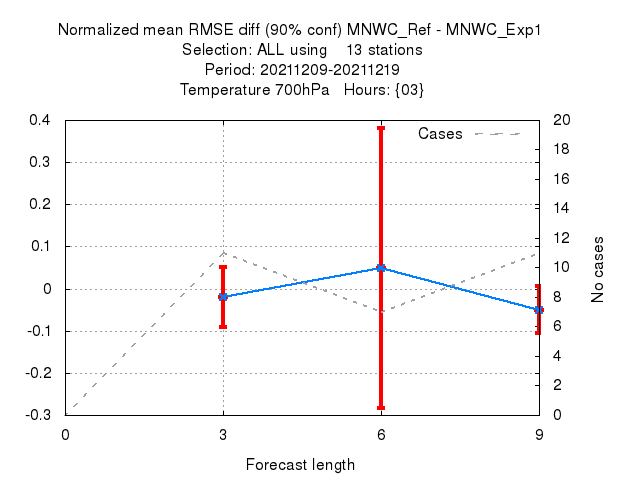 Normalized mean RMSE diff (90% conf) MNWC_Ref - MNWC_Exp1
Selection: ALL using 13 stations
Period: 20211209-20211219
Temperature 700hPa Hours: {03}
Cases
0.4
0.3
0.2
0.1
0
-0.1
-0.2
-0.3
20
18
16
14
12
10
8
6
4
2
0
No cases
0 3 6 9
Forecast length